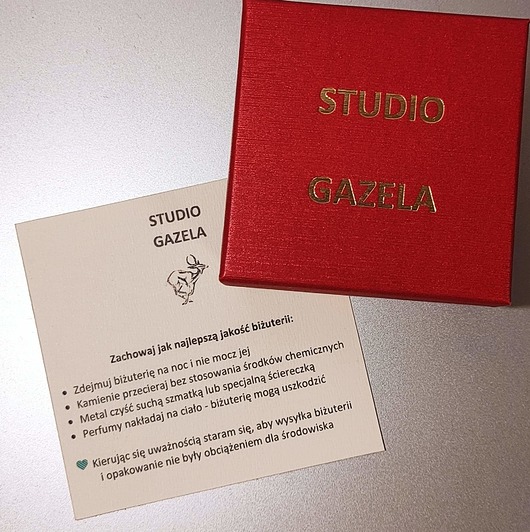 STUDIO
GAZELA
STUDIO
GAZELA
Zachowaj jak najlepszą jakość biżuterii:
• Zdejmuj biżuterię na noc i nie mocz jej
• Kamienie przecieraj bez stosowania środków chemicznych
• Metal czyść suchą szmatką lub specjalną ściereczką
• Perfumy nakładaj na ciało - biżuterię mogą uszkodzić
Kierując się uważnością staram się, aby wysyłka biżuterii
i opakowanie nie były obciążeniem dla środowiska